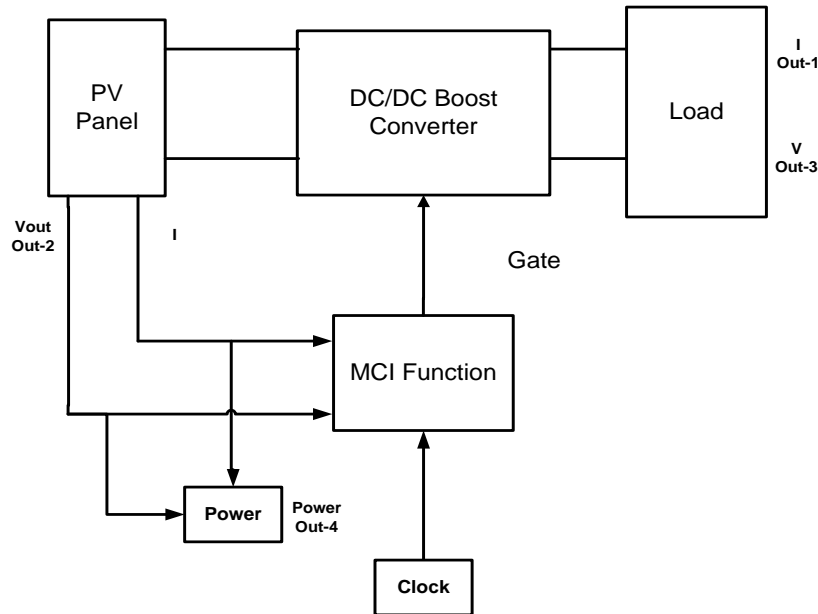 PV
Panel
DC/DC Boost
Converter
Load
I
Out-1
V
Out-3
Vout
Out-2
I
Gate
MCI Function
Power
Power
Out-4
Clock